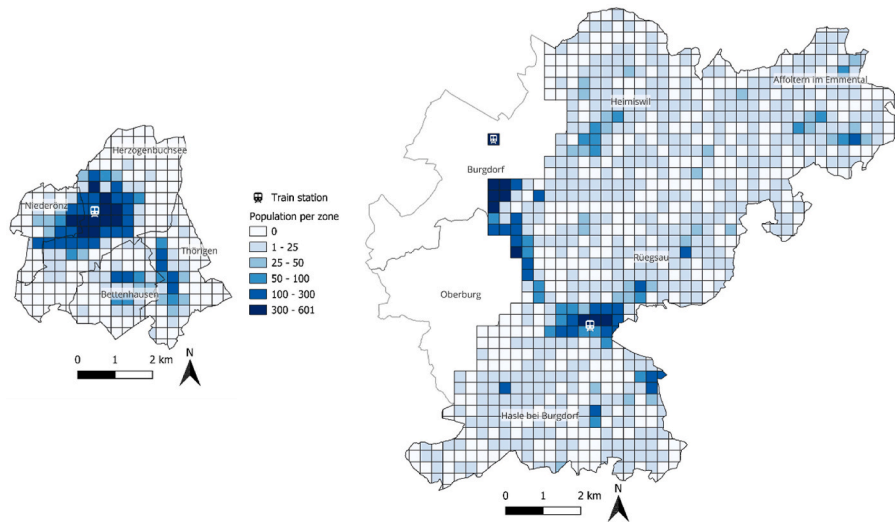 Herzogenbuchsee
Niederönz
Thörigen
Bettenhausen
0 1 2 km
N
Train station
Population per zone
0
1 - 25
25 - 50
50 - 100
100 - 300
300 - 601
Affoltern im Emmental
Heimiswil
Burgdorf
Rüegsau
Oberburg
Hasle bei Burgdorf
0 1 2 km
N